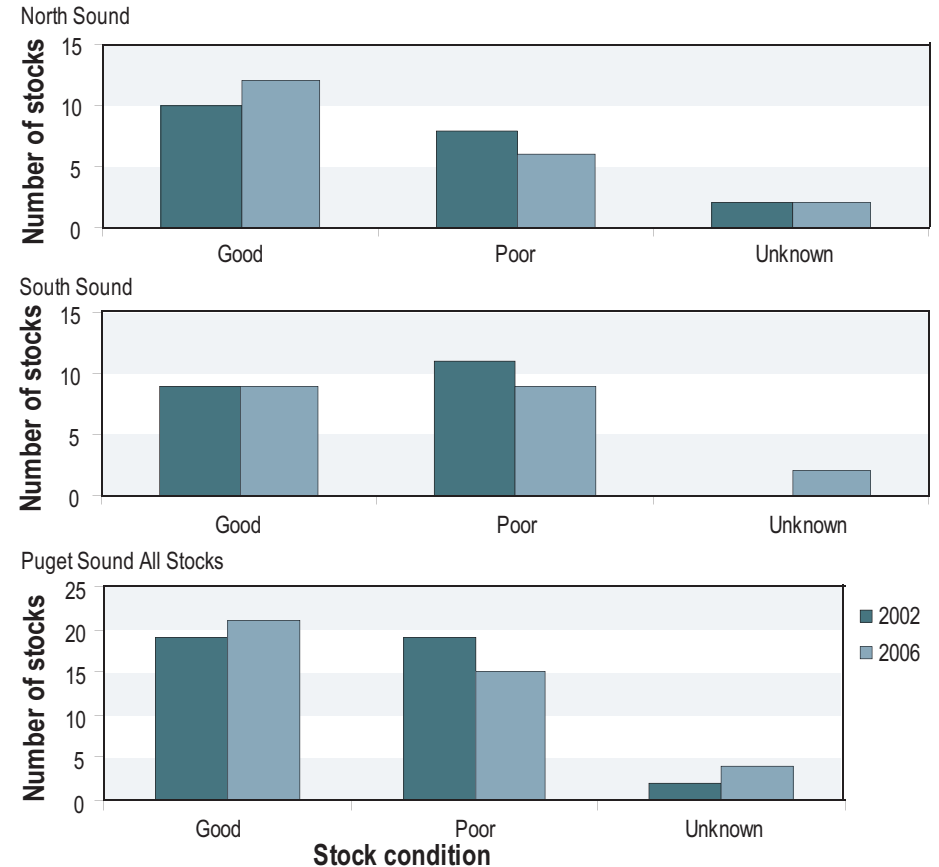 North Sound
Number of stocks
15
10
5
0
Good Poor Unknown
South Sound
Number of stocks
15
10
5
0
Good Poor Unknown
Puget Sound All Stocks
Number of stocks
25
20
15
10
5
0
Good Poor Unknown
Stock condition
2002
2006